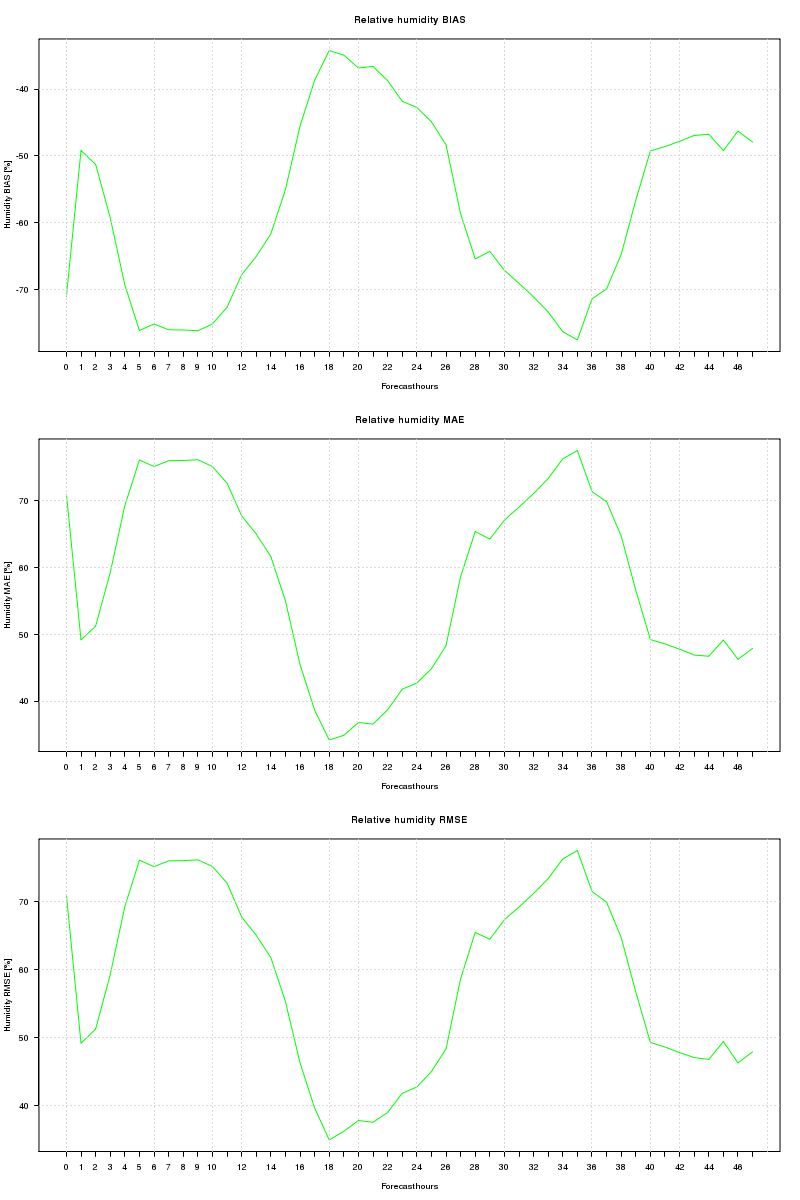 Relative humidity BIAS
-40
-50
-60
-70
Humidity BIAS [%]
0 1 2 3 4 5 6 7 8 9 10 11 12 14 16 18 20 22 24 26 28 30 32 34 36 38 40 42 44 46
Forecasthours
Relative humidity MAE
70
60
50
40
Humidity MAE [%]
0 1 2 3 4 5 6 7 8 9 10 11 12 14 16 18 20 22 24 26 28 30 32 34 36 38 40 42 44 46
Forecasthours
Relative humidity RMSE
70
60
50
40
Humidity RMSE [%]
0 1 2 3 4 5 6 7 8 9 10 11 12 14 16 18 20 22 24 26 28 30 32 34 36 38 40 42 44 46
Forecasthours